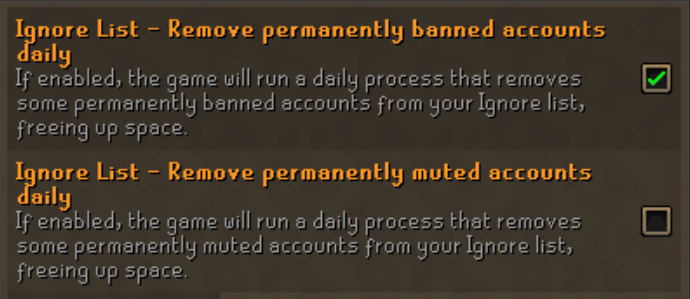 Ignore List - Remove permanently banned accounts
daily
If enabled, the game will run a daily process that removes
some permanently banned accounts from your Ignore list,
freeing up space.
Ignore List - Remove permanently muted accounts
daily
If enabled, the game will run a daily process that removes
some permanently muted accounts from your Ignore list,
freeing up space.